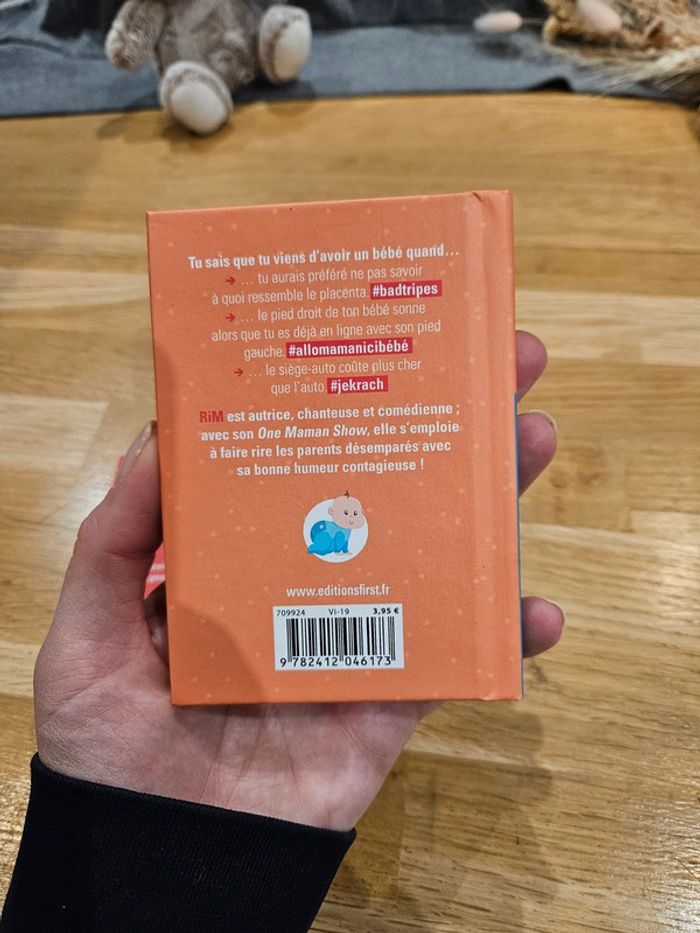 Tu sais que tu viens d'avoir un bébé quand...
→ ... tu aurais préféré ne pas savoir
à quoi ressemble le placenta. #badtripes
→ ... le pied droit de ton bébé sonne
alors que tu es déjà en ligne avec son pied
gauche. #allomamanicibébé
→ ... le siège-auto coûte plus cher
que l'auto. #jekrach
RiM est autrice, chanteuse et comédienne ;
avec son One Maman Show, elle s'emploie
à faire rire les parents désemparés avec
sa bonne humeur contagieuse !
www.editionsfirst.fr
709924 VI-19 3,95 €
9 782412 046173